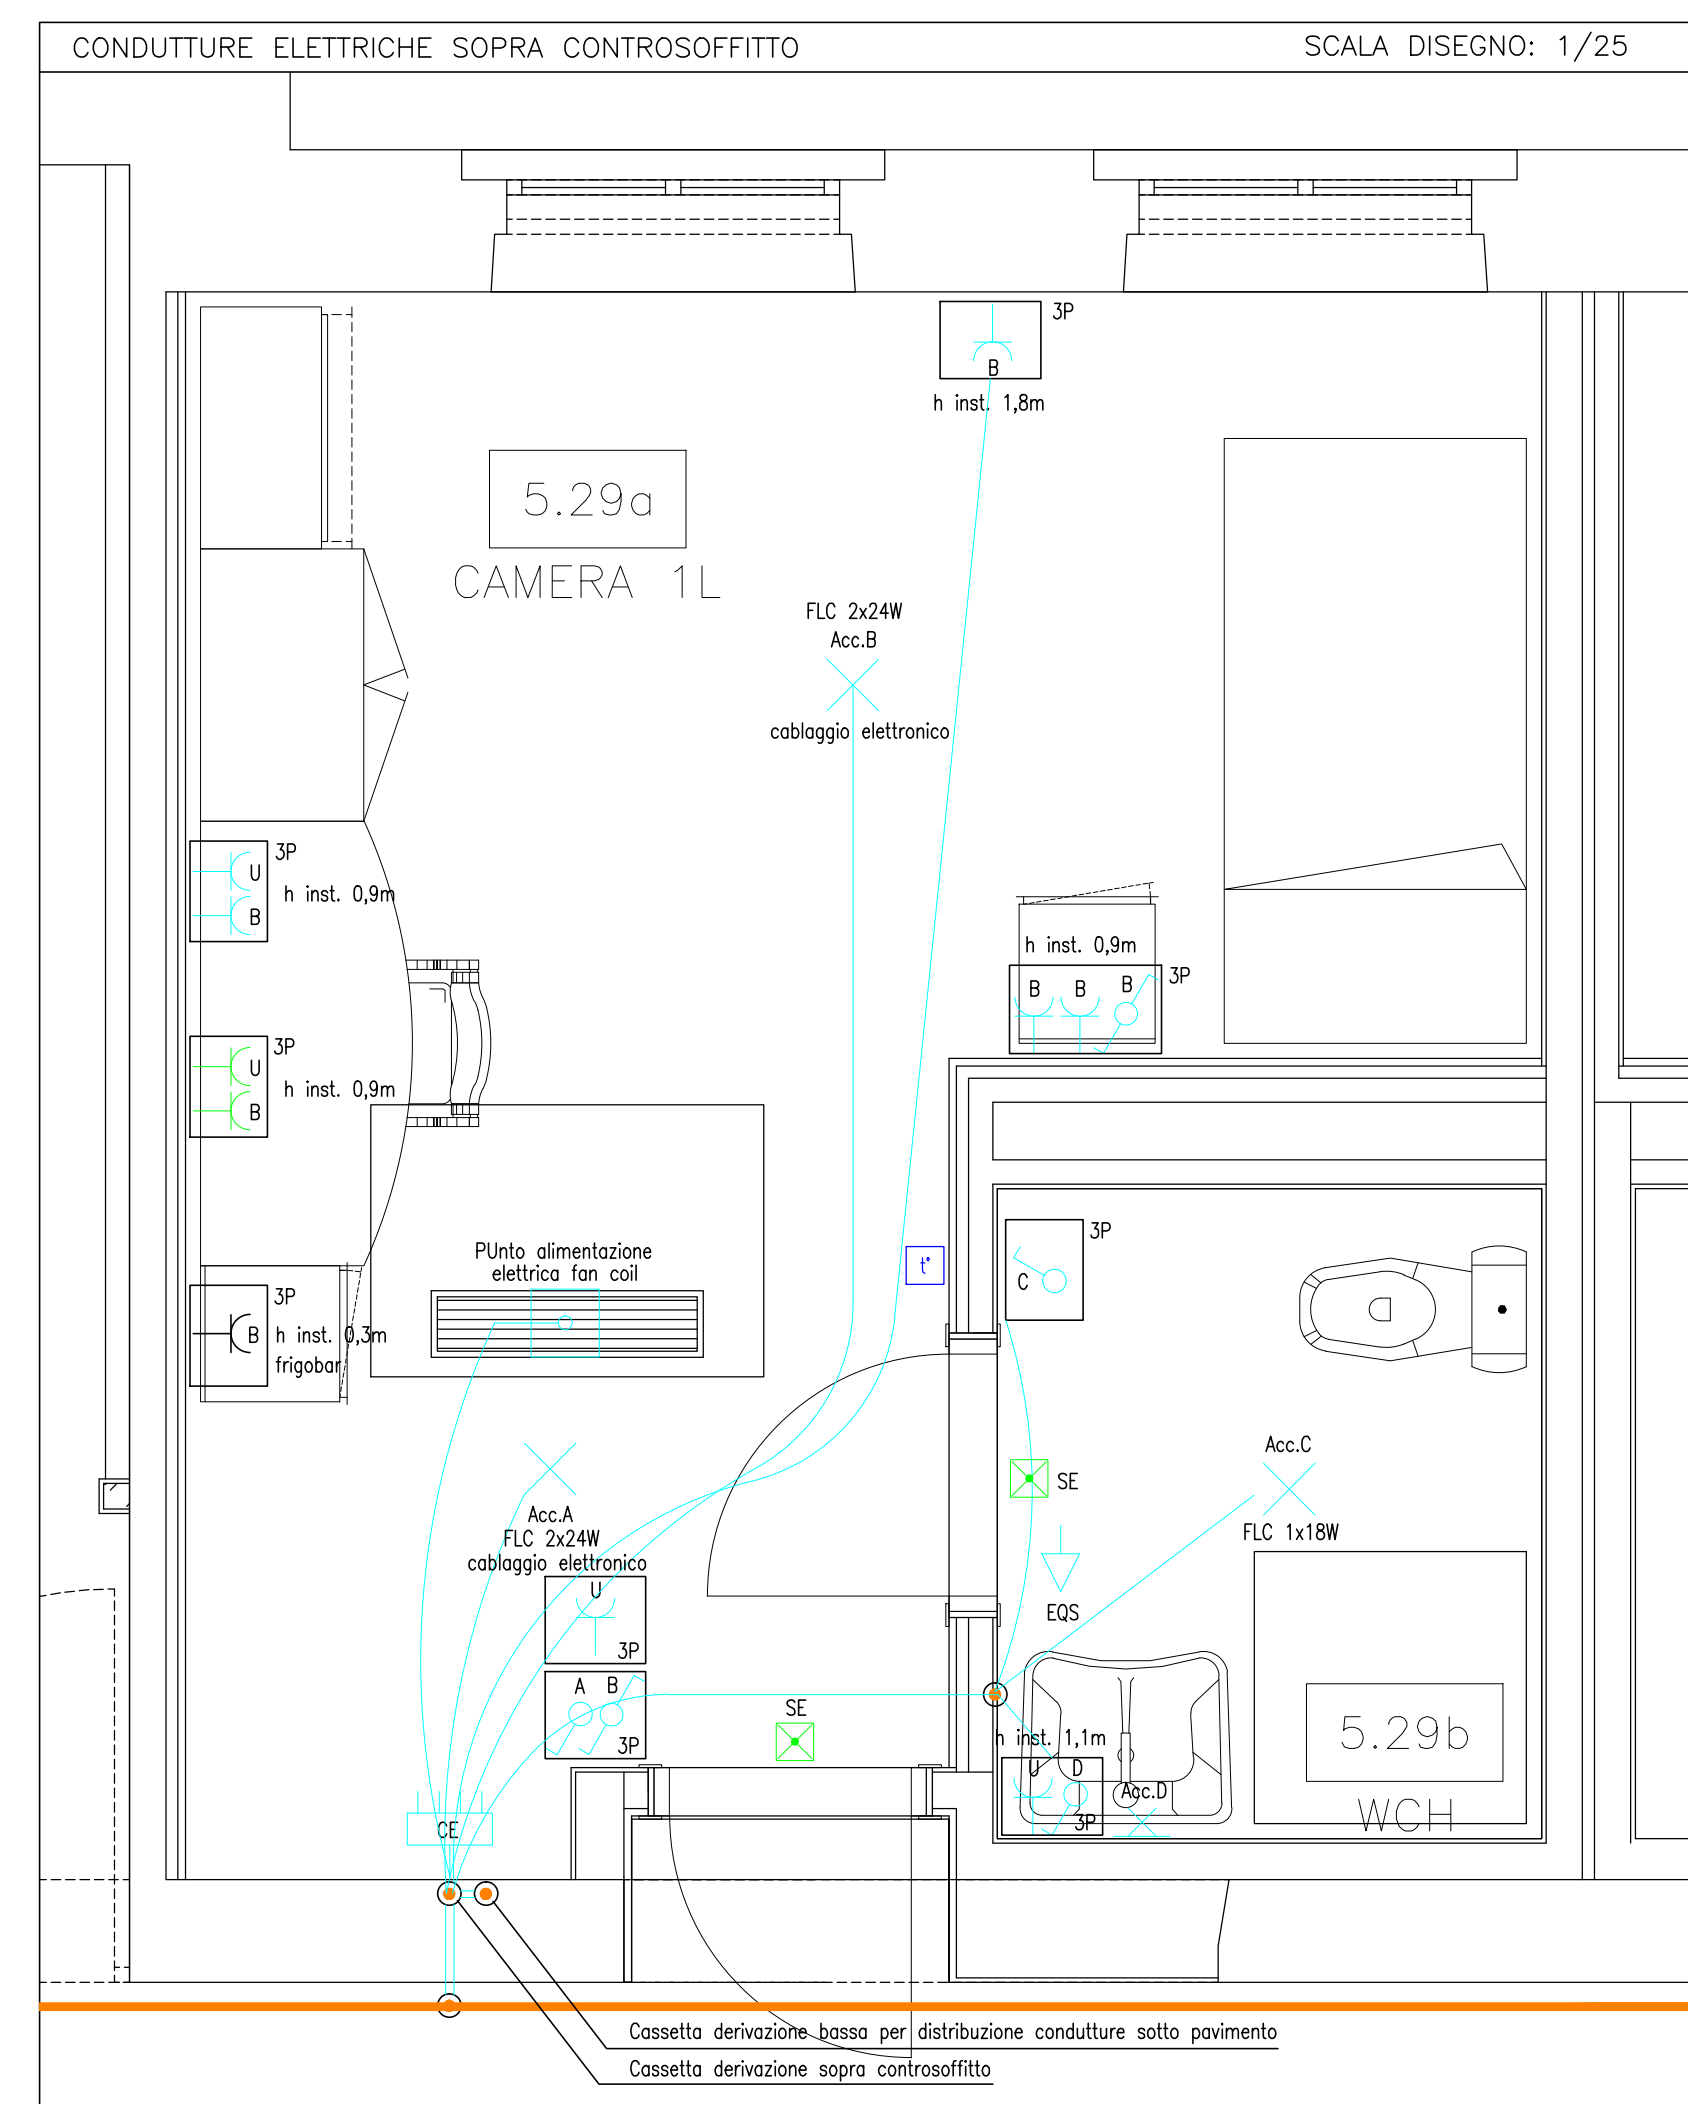 CONDUTTURE ELETTRICHE SOPRA CONTROSOFFITTO
SCALA DISEGNO: 1/25
3P
B
h inst. 1,8m
5.29a
CAMERA 1L
FLC 2x24W
Acc.B
cablaggio elettronico
3P
U
h inst. 0,9m
B
h inst. 0,9m
3P
B B B
3P
U
h inst. 0,9m
B
3P
C
t°
PUnto alimentazione
elettrica fan coil
3P
B h inst. 0,3m
frigobar
Acc.C
SE
FLC 1x18W
Acc.A
FLC 2x24W
cablaggio elettronico
U
3P
EQS
A B
3P
SE
h inst. 1,1m
U D
Acc.D
3P
5.29b
WCH
CE
Cassetta derivazione bassa per distribuzione condutture sotto pavimento
Cassetta derivazione sopra controsoffitto